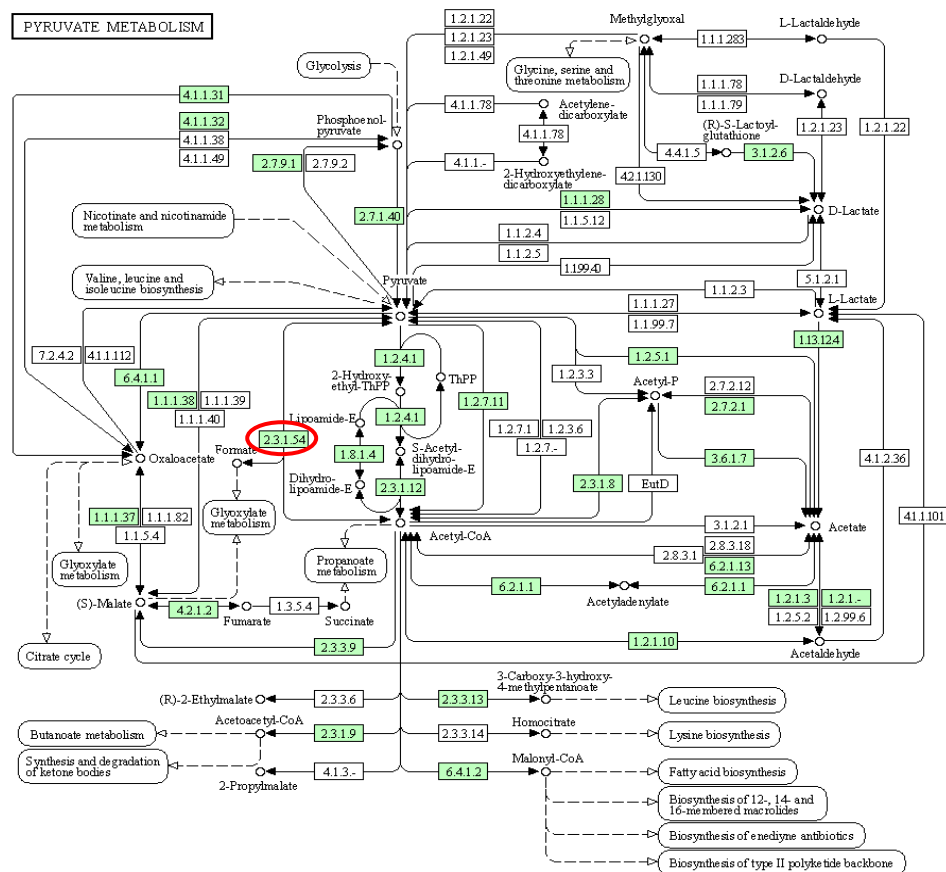 PYRUVATE METABOLISM
1.2.1.22
1.2.1.23
1.2.1.49
Methylglyoxal
1.1.1.283
L-Lactaldehyde
Glycolysis
Glycine, serine and
threonine metabolism
1.1.1.78
1.1.1.79
D-Lactaldehyde
4.1.1.31
4.1.1.32
4.1.1.38
4.1.1.49
Phosphoenol-
pyruvate
4.1.1.78
Acetylene-
dicarboxylate
4.1.1.78
(R)-S-Lactoyl-
glutathione
1.2.1.23
1.2.1.22
2.7.9.1
2.7.9.2
4.1.1.-
2-Hydroxyethylene-
dicarboxylate
4.4.1.5
3.1.2.6
4.2.1.130
Nicotinate and nicotinamide
metabolism
2.7.1.40
1.1.1.28
1.1.5.12
D-Lactate
1.1.2.4
1.1.2.5
1.1.99.40
Valine, leucine and
isoleucine biosynthesis
Pyruvate
5.1.2.1
1.1.2.3
L-Lactate
1.1.1.27
1.1.99.7
1.13.12.4
7.2.4.2
4.1.1.112
1.2.4.1
1.2.5.1
6.4.1.1
2-Hydroxy-
ethyl-ThPP
ThPP
1.2.3.3
Acetyl-P
2.7.2.12
2.7.2.1
1.1.1.38
1.1.1.39
1.1.1.40
1.2.7.11
Lipoamide-E
1.2.4.1
1.2.7.1
1.2.3.6
1.2.7.-
2.3.1.54
Formate
1.8.1.4
S-Acetyl-
dihydro-
lipoamide-E
3.6.1.7
4.1.2.36
Oxaloacetate
Dihydro-
lipoamide-E
2.3.1.12
2.3.1.8
EutD
1.1.1.37
1.1.1.82
1.1.5.4
Glyoxylate
metabolism
Acetyl-CoA
3.1.2.1
Acetate
4.1.1.101
2.8.3.18
2.8.3.1
6.2.1.13
Glyoxylate
metabolism
Propanoate
metabolism
6.2.1.1
6.2.1.1
Acetyladenylate
(S)-Malate
4.2.1.2
Fumarate
1.3.5.4
Succinate
1.2.1.3
1.2.1.-
1.2.5.2
1.2.99.6
Citrate cycle
2.3.3.9
1.2.1.10
Acetaldehyde
(R)-2-Ethylmalate
2.3.3.6
2.3.3.13
3-Carboxy-3-hydroxy-
4-methylpentanoate
Leucine biosynthesis
Butanoate metabolism
Acetoacetyl-CoA
2.3.1.9
2.3.3.14
Homocitrate
Lysine biosynthesis
Synthesis and degradation
of ketone bodies
2-Propylmalate
4.1.3.-
6.4.1.2
Malonyl-CoA
Fatty acid biosynthesis
Biosynthesis of 12-, 14- and
16-membered macrolides
Biosynthesis of enediyne antibiotics
Biosynthesis of type II polyketide backbone